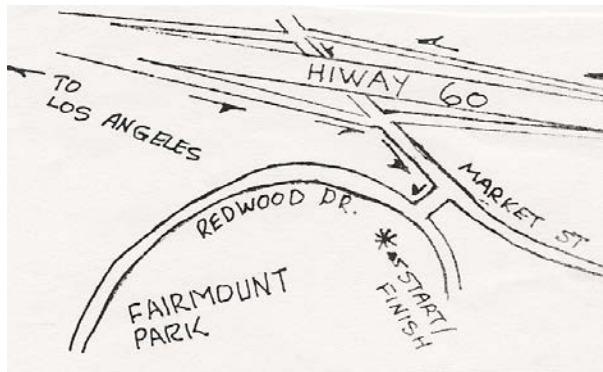 HIWAY 60
TO
LOS ANGELES
MARKET ST
REDWOOD DR.
START/
FINISH
FAIRMOUNT
PARK